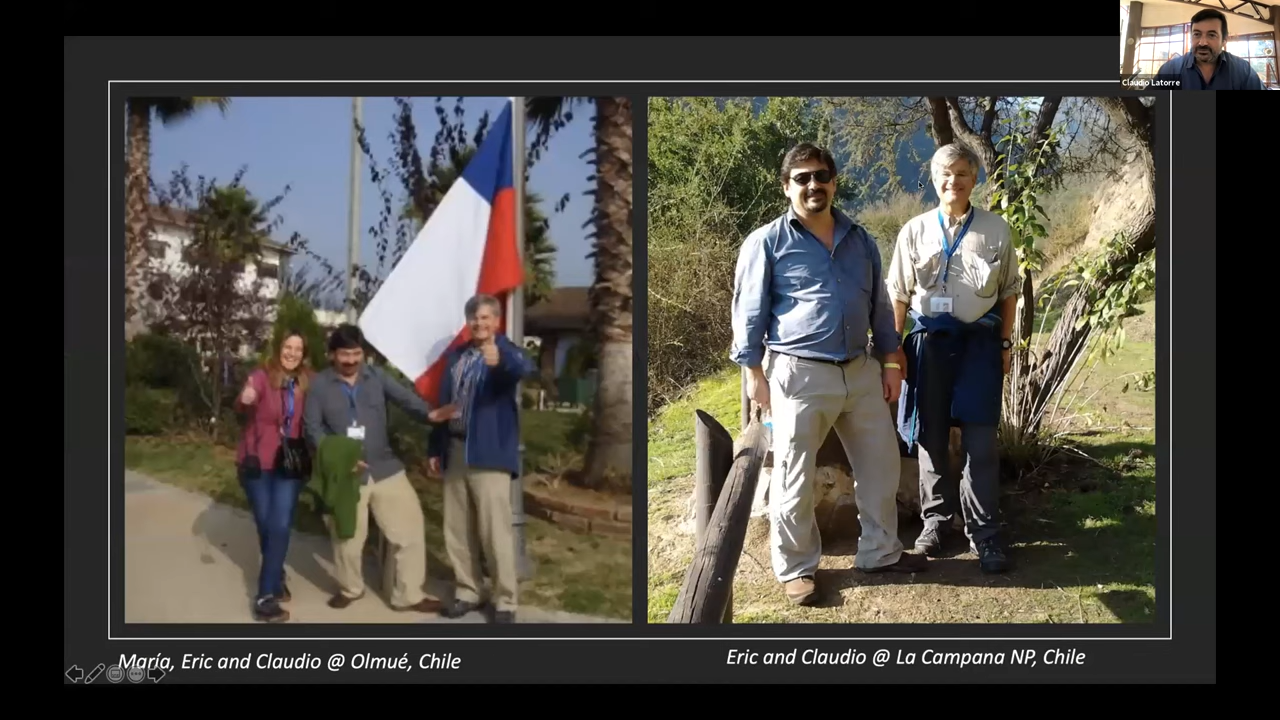 Claudio Latorre
María, Eric and Claudio @ Olmué, Chile
Eric and Claudio @ La Campana NP, Chile